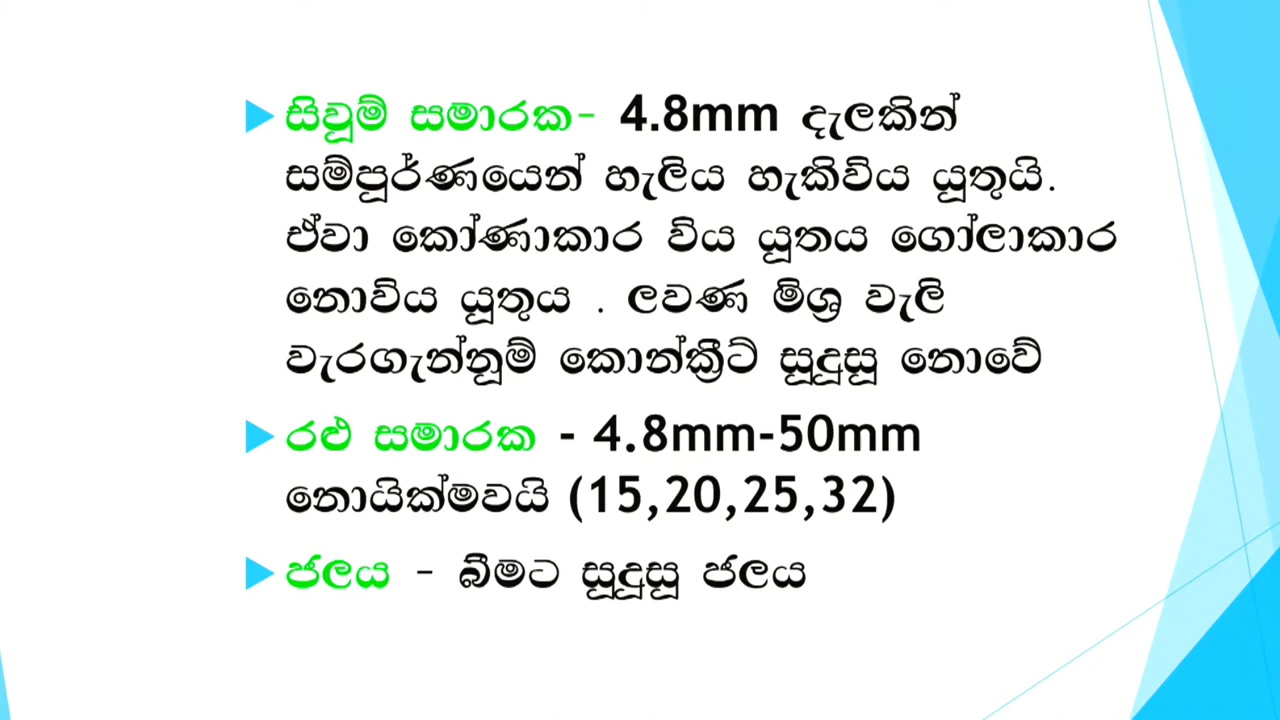 සිවූම් සමාරක- 4.8mm දැලකින්
සම්පූර්ණයෙන් හැලිය හැකිවිය යූතුයි.
ඒවා කෝණාකාර විය යූතය ගෝලාකාර
නොවිය යූතුය . ලවණ මිශ්‍ර වැලි
වැරගැන්නූම් කොන්ක්‍රීට් සූදූසූ නොවේ
රළු සමාරක - 4.8mm-50mm
නොයික්මවයි (15,20,25,32)
ජලය - බීමට සූදූසූ ජලය